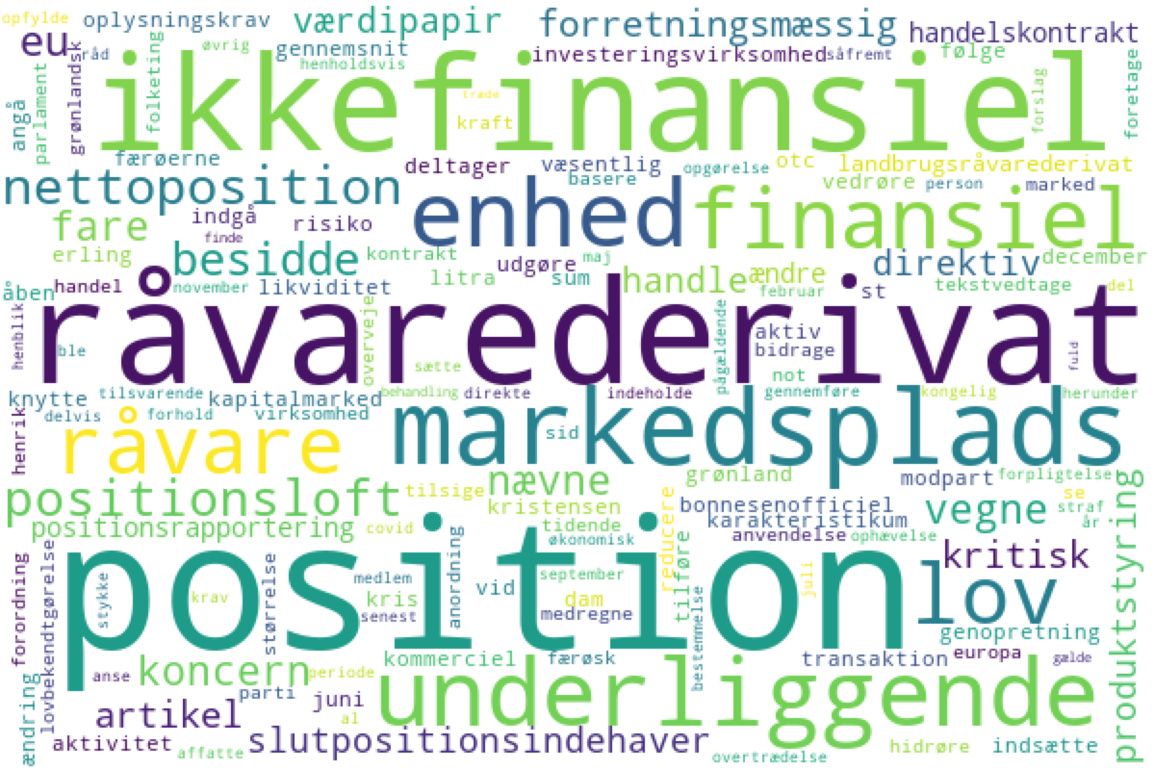 opfylde oplysningskrav værdipapir forretningsmæssig handelskontrakt
eu råd øvrig gennemsnit investeringsvirksomhed såfremt følge
henholdsvis
angå parlament grønlandsk folketing ikkefinansiel forslag foretage
træde
kraft
færøerne deltager væsentlig opgørelse otc landbrugsråvarederivat
nettoposition basere vedrøre person marked
fare indgå risiko enhed finansiel
finde
erling besidde kontrakt udgøre maj direktiv december
litra sum handle ændre
åben handel november likviditet februar st tekstvedtage del
henblik råvarederivat overveje pågældende aktiv fuld
ble bidrage
sætte not
knytte tilsvarende kapitalmarked behandling direkte indeholde gennemføre kongelig herunder
delvis forhold virksomhed markedsplads
henrik råvare sid
nævne grønland modpart forpligtelse
positionsloft tilsige kristensen reducere bonnesenofficiel vegne se straf
positionsrapportering covid tidende karakteristikum år produktstyring
økonomisk anvendelse ophævelse
forordning lovbekendtgørelse position anordning kritisk
stykke størrelse medlem september tilføre juli lov
krav kris vid dam
senest medregne bestemmelse
genopretning
anse koncern periode kommerciel færøsk transaktion europa gælde
parti juni underliggende
ændring artikel al
aktivitet affatte slutpositionsindehaver overtrædelse hidrøre indsætte